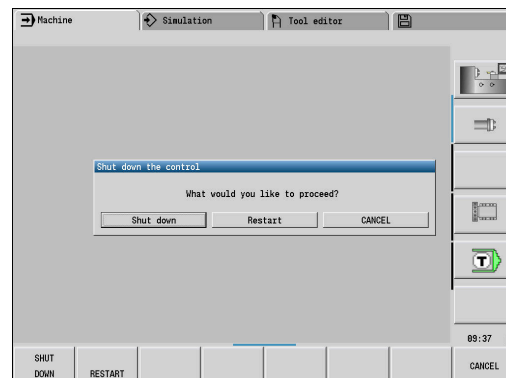 Machine
Simulation
Tool editor
Shut down the control
What would you like to proceed?
Shut down
Restart
CANCEL
T
09:37
SHUT
DOWN
RESTART
CANCEL